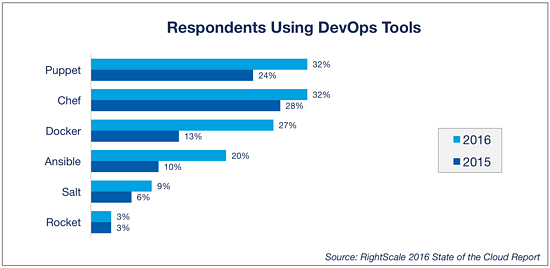 Respondents Using DevOps Tools
Puppet 32%
24%
Chef 32%
28%
Docker 27%
13%
Ansible 20%
10%
Salt 9%
6%
Rocket 3%
3%
2016
2015
Source: RightScale 2016 State of the Cloud Report